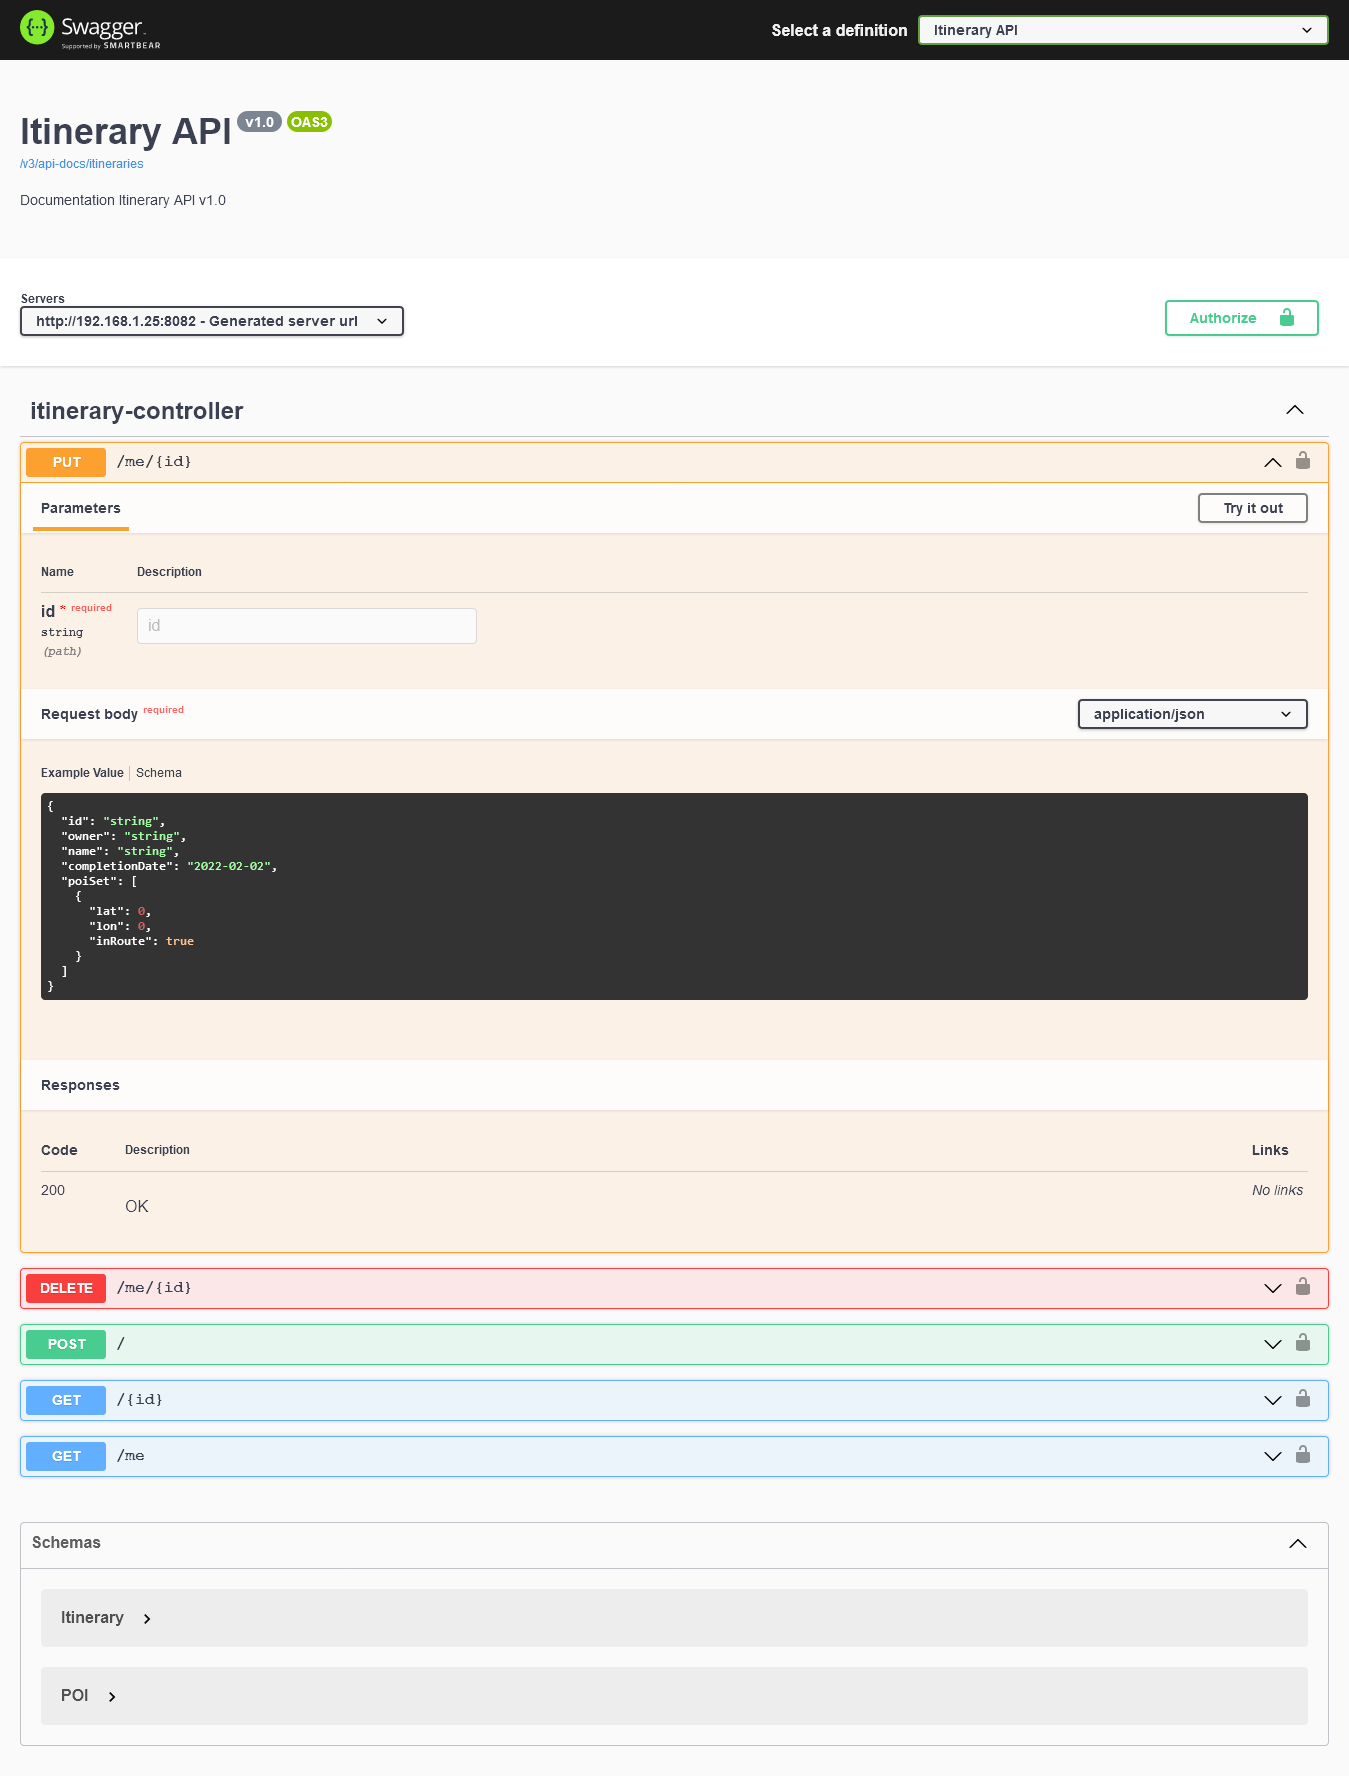 Swagger.
Supported by SMARTBEAR
Select a definition
Itinerary API
Itinerary API v1.0 OAS3
/v3/api-docs/itineraries
Documentation Itinerary API v1.0
Servers
http://192.168.1.25:8082 - Generated server url
Authorize
itinerary-controller
PUT /me/{id}
Parameters
Try it out
Name Description
id * required
id
string
(path)
Request body required
application/json
Example Value Schema
{
  "id": "string",
  "owner": "string",
  "name": "string",
  "completionDate": "2022-02-02",
  "poiSet": [
    {
      "lat": 0,
      "lon": 0,
      "inRoute": true
    }
  ]
}
Responses
Code Description Links
200 No links
OK
DELETE /me/{id}
POST /
GET /{id}
GET /me
Schemas
Itinerary
POI